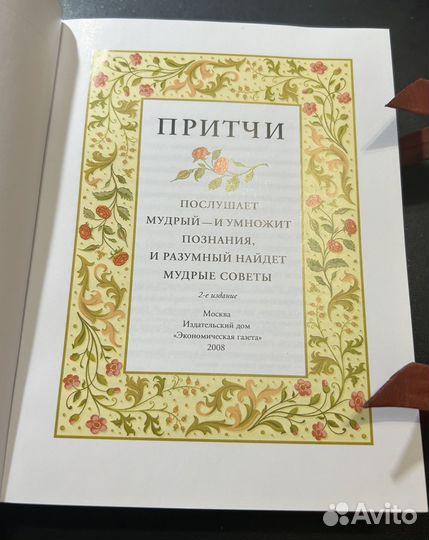 ПРИТЧИ
ПОСЛУШАЕТ
МУДРЫЙ — И УМНОЖИТ
ПОЗНАНИЯ,
И РАЗУМНЫЙ НАЙДЕТ
МУДРЫЕ СОВЕТЫ
2-е издание
Москва
Издательский дом
«Экономическая газета»
2008
Avito